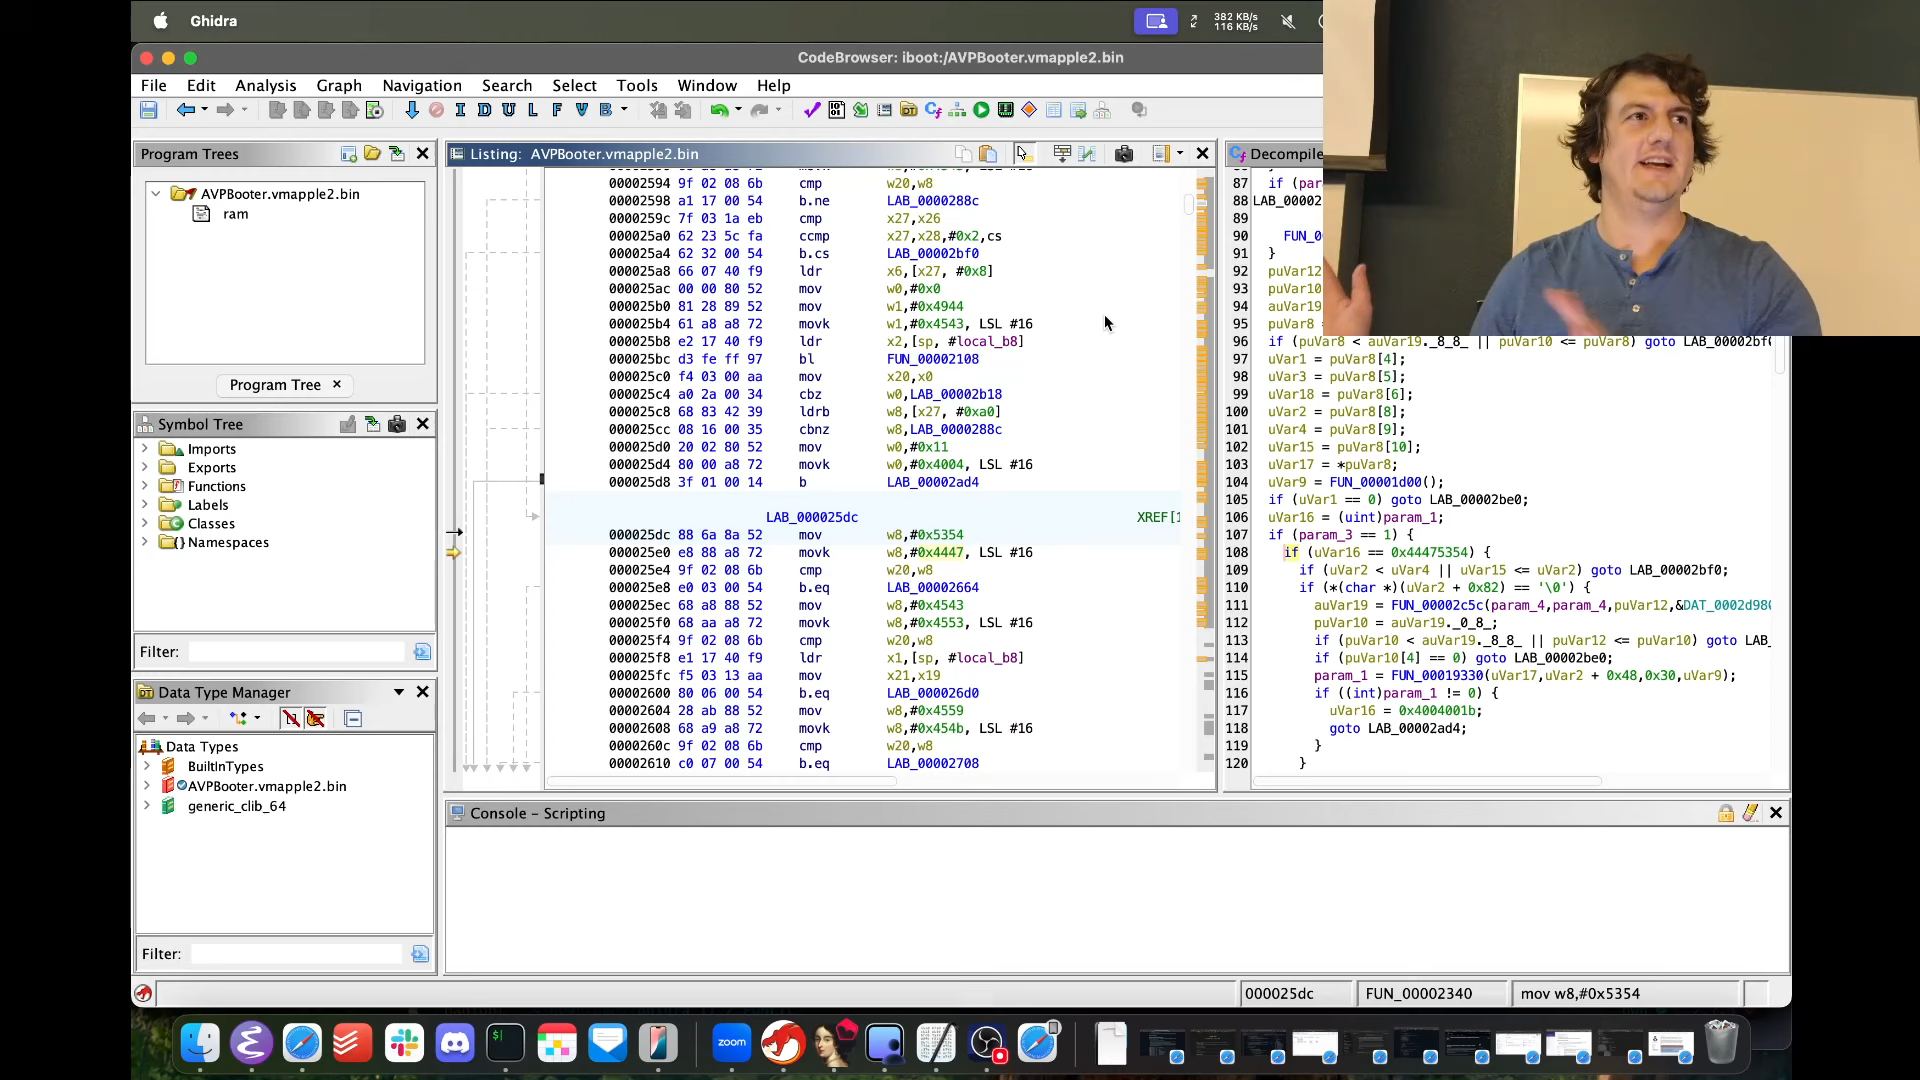 Ghidra
382 KB/s
116 KB/s
CodeBrowser: iboot:/AVPBooter.vmapple2.bin
File Edit Analysis Graph Navigation Search Select Tools Window Help
I D U L F V B
Program Trees
AVPBooter.vmapple2.bin
ram
Program Tree
Symbol Tree
Imports
Exports
Functions
Labels
Classes
Namespaces
Filter:
Data Type Manager
Data Types
BuiltInTypes
AVPBooter.vmapple2.bin
generic_clib_64
Filter:
Listing: AVPBooter.vmapple2.bin
00002594 9f 02 08 6b cmp w20,w8
00002598 a1 17 00 54 b.ne LAB_0000288c
0000259c 7f 03 1a eb cmp x27,x26
000025a0 62 23 5c fa ccmp x27,x28,#0x2,cs
000025a4 62 32 00 54 b.cs LAB_00002bf0
000025a8 66 07 40 f9 ldr x6,[x27, #0x8]
000025ac 00 00 80 52 mov w0,#0x0
000025b0 81 28 89 52 mov w1,#0x4944
000025b4 61 a8 a8 72 movk w1,#0x4543, LSL #16
000025b8 e2 17 40 f9 ldr x2,[sp, #local_b8]
000025bc d3 fe ff 97 bl FUN_00002108
000025c0 f4 03 00 aa mov x20,x0
000025c4 a0 2a 00 34 cbz w0,LAB_00002b18
000025c8 68 83 42 39 ldrb w8,[x27, #0xa0]
000025cc 08 16 00 35 cbnz w8,LAB_0000288c
000025d0 20 02 80 52 mov w0,#0x11
000025d4 80 00 a8 72 movk w0,#0x4004, LSL #16
000025d8 3f 01 00 14 b LAB_00002ad4
LAB_000025dc XREF[1
000025dc 88 6a 8a 52 mov w8,#0x5354
000025e0 e8 88 a8 72 movk w8,#0x4447, LSL #16
000025e4 9f 02 08 6b cmp w20,w8
000025e8 e0 03 00 54 b.eq LAB_00002664
000025ec 68 a8 88 52 mov w8,#0x4543
000025f0 68 aa a8 72 movk w8,#0x4553, LSL #16
000025f4 9f 02 08 6b cmp w20,w8
000025f8 e1 17 40 f9 ldr x1,[sp, #local_b8]
000025fc f5 03 13 aa mov x21,x19
00002600 80 06 00 54 b.eq LAB_000026d0
00002604 28 ab 88 52 mov w8,#0x4559
00002608 68 a9 a8 72 movk w8,#0x454b, LSL #16
0000260c 9f 02 08 6b cmp w20,w8
00002610 c0 07 00 54 b.eq LAB_00002708
Decompile
87 if (par
88 LAB_00002
89
90 FUN_00
91 }
92 puVar12
93 puVar10
94 auVar19
95 puVar8 =
96 if (puVar8 < auVar19._8_8_ || puVar10 <= puVar8) goto LAB_00002bf0
97 uVar1 = puVar8[4];
98 uVar3 = puVar8[5];
99 uVar18 = puVar8[6];
100 uVar2 = puVar8[8];
101 uVar4 = puVar8[9];
102 uVar15 = puVar8[10];
103 uVar17 = *puVar8;
104 uVar9 = FUN_00001d00();
105 if (uVar1 == 0) goto LAB_00002be0;
106 uVar16 = (uint)param_1;
107 if (param_3 == 1) {
108 if (uVar16 == 0x44475354) {
109 if (uVar2 < uVar4 || uVar15 <= uVar2) goto LAB_00002bf0;
110 if (*(char *)(uVar2 + 0x82) == '\0') {
111 auVar19 = FUN_00002c5c(param_4,param_4,puVar12,&DAT_0002d980
112 puVar10 = auVar19._0_8_;
113 if (puVar10 < auVar19._8_8_ || puVar12 <= puVar10) goto LAB_
114 if (puVar10[4] == 0) goto LAB_00002be0;
115 param_1 = FUN_00019330(uVar17,uVar2 + 0x48,0x30,uVar9);
116 if ((int)param_1 != 0) {
117 uVar16 = 0x4004001b;
118 goto LAB_00002ad4;
119 }
120 }
Console - Scripting
000025dc FUN_00002340 mov w8,#0x5354
zoom